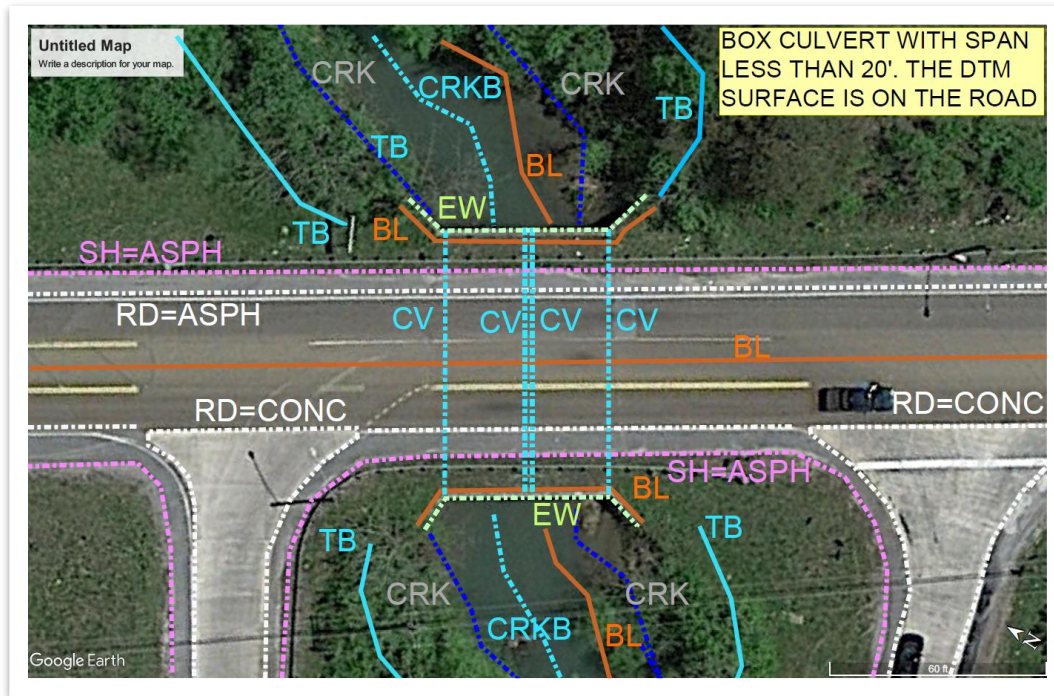 Untitled Map
Write a description for your map.
BOX CULVERT WITH SPAN
LESS THAN 20'. THE DTM
SURFACE IS ON THE ROAD
CRK
CRKB
CRK
TB
TB
BL
EW
TB
BL
SH=ASPH
RD=ASPH
CV
CV
CV
CV
BL
RD=CONC
RD=CONC
SH=ASPH
BL
EW
TB
TB
CRK
CRK
CRKB
BL
Google Earth
60 ft